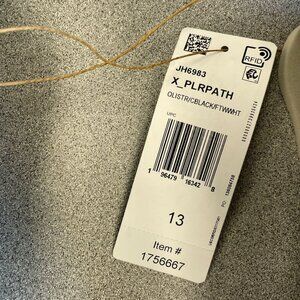 RFID
JH6983
X_PLRPATH
OLISTR/CBLACK/FTWWHT
UPC
1 96479 16342 8
13
Item #
1756667